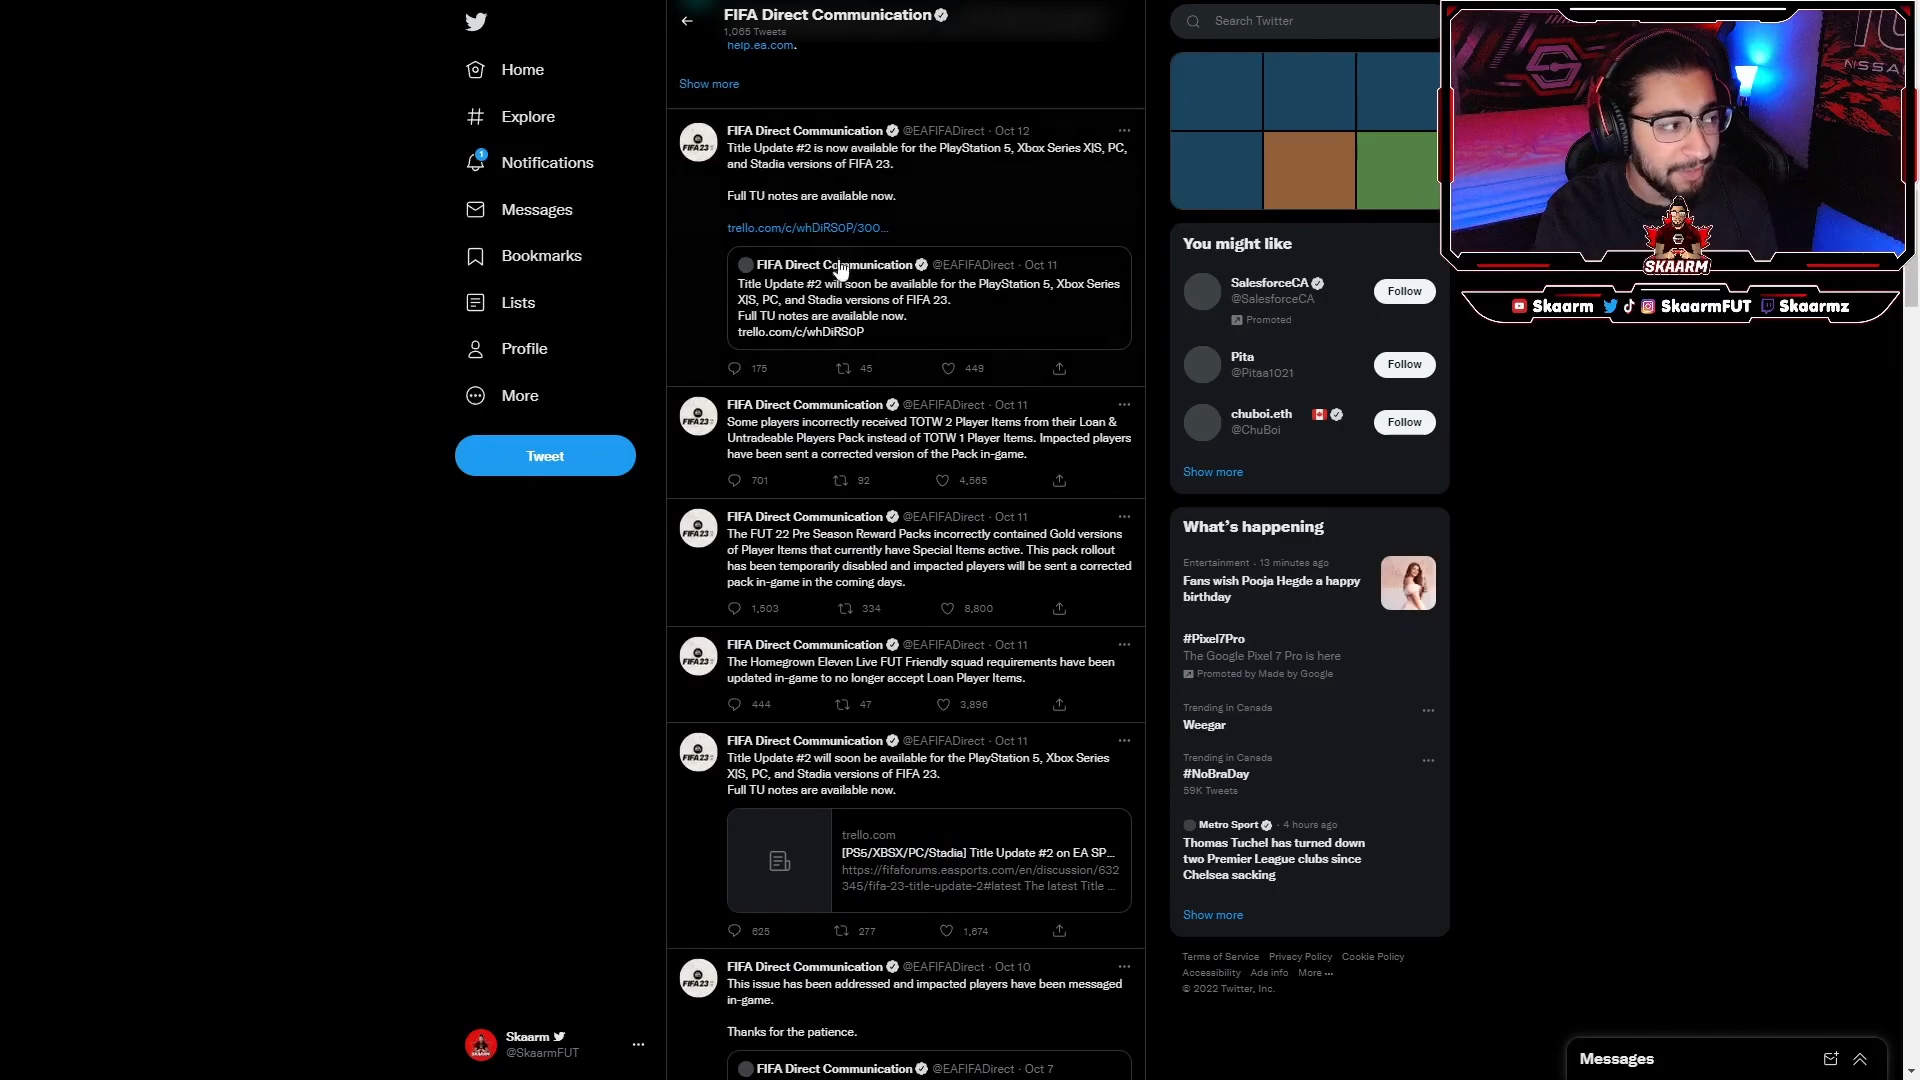 Home
Explore
1
Notifications
Messages
Bookmarks
Lists
Profile
More
Tweet
Skaarm
@SkaarmFUT
FIFA Direct Communication
1,065 Tweets
help.ea.com.
Show more
FIFA 23
FIFA Direct Communication @EAFIFADirect · Oct 12
Title Update #2 is now available for the PlayStation 5, Xbox Series X|S, PC,
and Stadia versions of FIFA 23.
Full TU notes are available now.
trello.com/c/whDiRS0P/300...
FIFA Direct Communication @EAFIFADirect · Oct 11
Title Update #2 will soon be available for the PlayStation 5, Xbox Series
X|S, PC, and Stadia versions of FIFA 23.
Full TU notes are available now.
trello.com/c/whDiRS0P
175 45 449
FIFA 23
FIFA Direct Communication @EAFIFADirect · Oct 11
Some players incorrectly received TOTW 2 Player Items from their Loan &
Untradeable Players Pack instead of TOTW 1 Player Items. Impacted players
have been sent a corrected version of the Pack in-game.
701 92 4,565
FIFA 23
FIFA Direct Communication @EAFIFADirect · Oct 11
The FUT 22 Pre Season Reward Packs incorrectly contained Gold versions
of Player Items that currently have Special Items active. This pack rollout
has been temporarily disabled and impacted players will be sent a corrected
pack in-game in the coming days.
1,503 334 8,800
FIFA 23
FIFA Direct Communication @EAFIFADirect · Oct 11
The Homegrown Eleven Live FUT Friendly squad requirements have been
updated in-game to no longer accept Loan Player Items.
444 47 3,896
FIFA 23
FIFA Direct Communication @EAFIFADirect · Oct 11
Title Update #2 will soon be available for the PlayStation 5, Xbox Series
X|S, PC, and Stadia versions of FIFA 23.
Full TU notes are available now.
trello.com
[PS5/XBSX/PC/Stadia] Title Update #2 on EA SP...
https://fifaforums.easports.com/en/discussion/632
345/fifa-23-title-update-2#latest The latest Title ...
625 277 1,674
FIFA 23
FIFA Direct Communication @EAFIFADirect · Oct 10
This issue has been addressed and impacted players have been messaged
in-game.
Thanks for the patience.
FIFA Direct Communication @EAFIFADirect · Oct 7
Search Twitter
You might like
SalesforceCA
@SalesforceCA
Promoted
Follow
Pita
@Pitaa1021
Follow
chuboi.eth
@ChuBoi
Follow
Show more
What's happening
Entertainment · 13 minutes ago
Fans wish Pooja Hegde a happy
birthday
#Pixel7Pro
The Google Pixel 7 Pro is here
Promoted by Made by Google
Trending in Canada
Weegar
Trending in Canada
#NoBraDay
59K Tweets
Metro Sport · 4 hours ago
Thomas Tuchel has turned down
two Premier League clubs since
Chelsea sacking
Show more
Terms of Service Privacy Policy Cookie Policy
Accessibility Ads info More ···
© 2022 Twitter, Inc.
NISSA
SKAARM
Skaarm SkaarmFUT Skaarmz
Messages